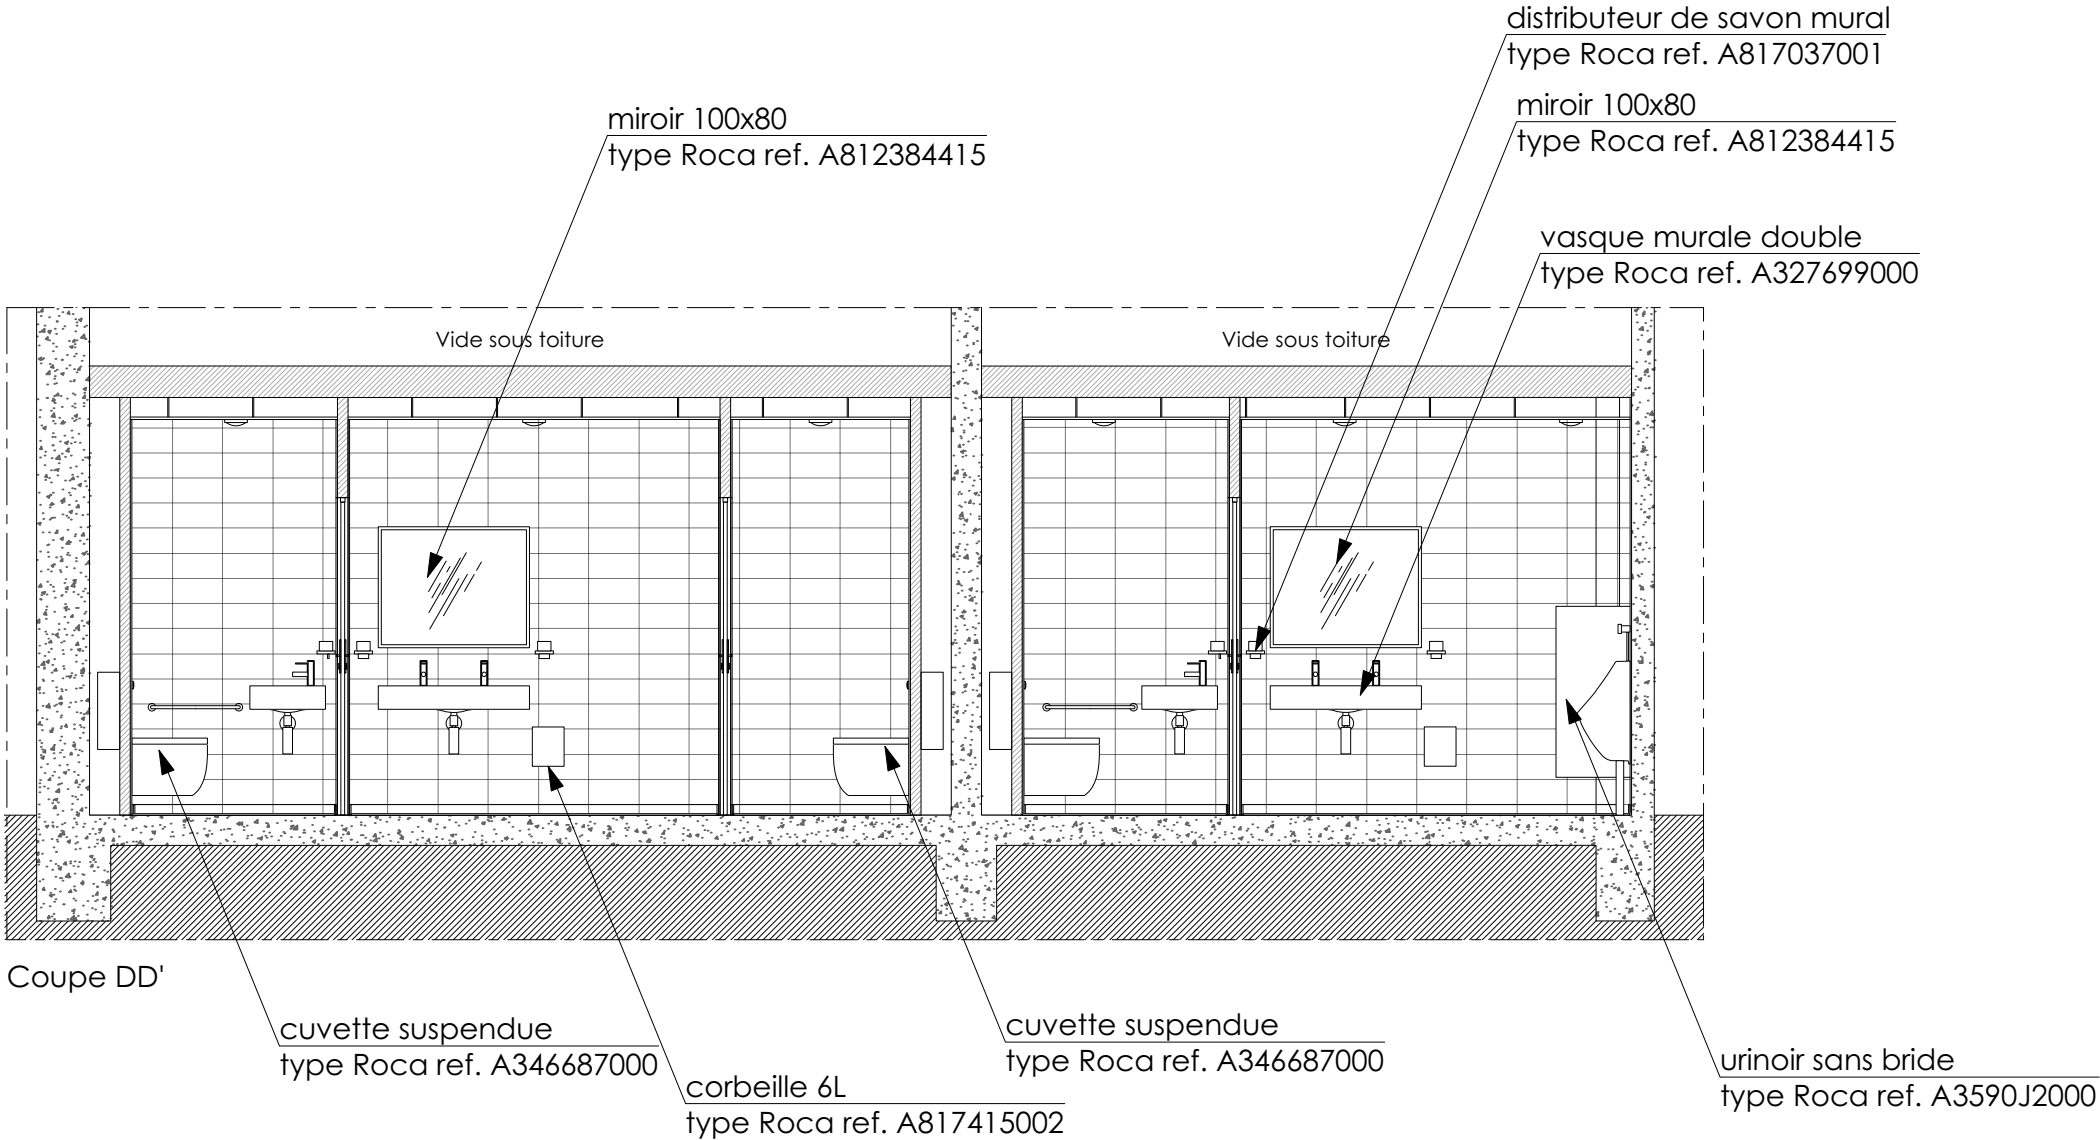 distributeur de savon mural
type Roca ref. A817037001
miroir 100x80
type Roca ref. A812384415
miroir 100x80
type Roca ref. A812384415
vasque murale double
type Roca ref. A327699000
Vide sous toiture
Vide sous toiture
Coupe DD'
cuvette suspendue
type Roca ref. A346687000
cuvette suspendue
type Roca ref. A346687000
corbeille 6L
type Roca ref. A817415002
urinoir sans bride
type Roca ref. A3590J2000